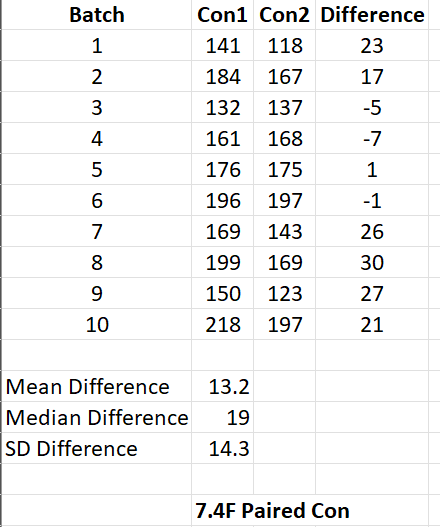 Batch Con1 Con2 Difference
1 141 118 23
2 184 167 17
3 132 137 -5
4 161 168 -7
5 176 175 1
6 196 197 -1
7 169 143 26
8 199 169 30
9 150 123 27
10 218 197 21
Mean Difference 13.2
Median Difference 19
SD Difference 14.3
7.4F Paired Con